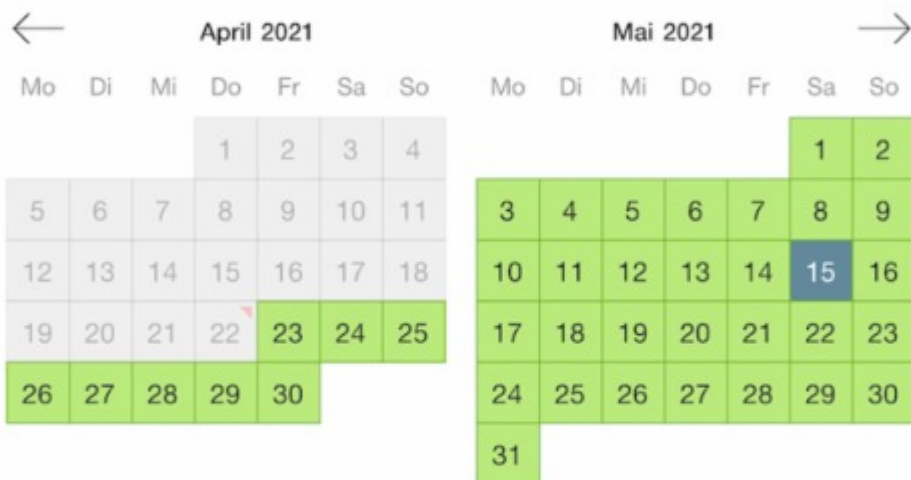 April 2021
Mo Di Mi Do Fr Sa So
1 2 3 4
5 6 7 8 9 10 11
12 13 14 15 16 17 18
19 20 21 22 23 24 25
26 27 28 29 30
Mai 2021
Mo Di Mi Do Fr Sa So
1 2
3 4 5 6 7 8 9
10 11 12 13 14 15 16
17 18 19 20 21 22 23
24 25 26 27 28 29 30
31